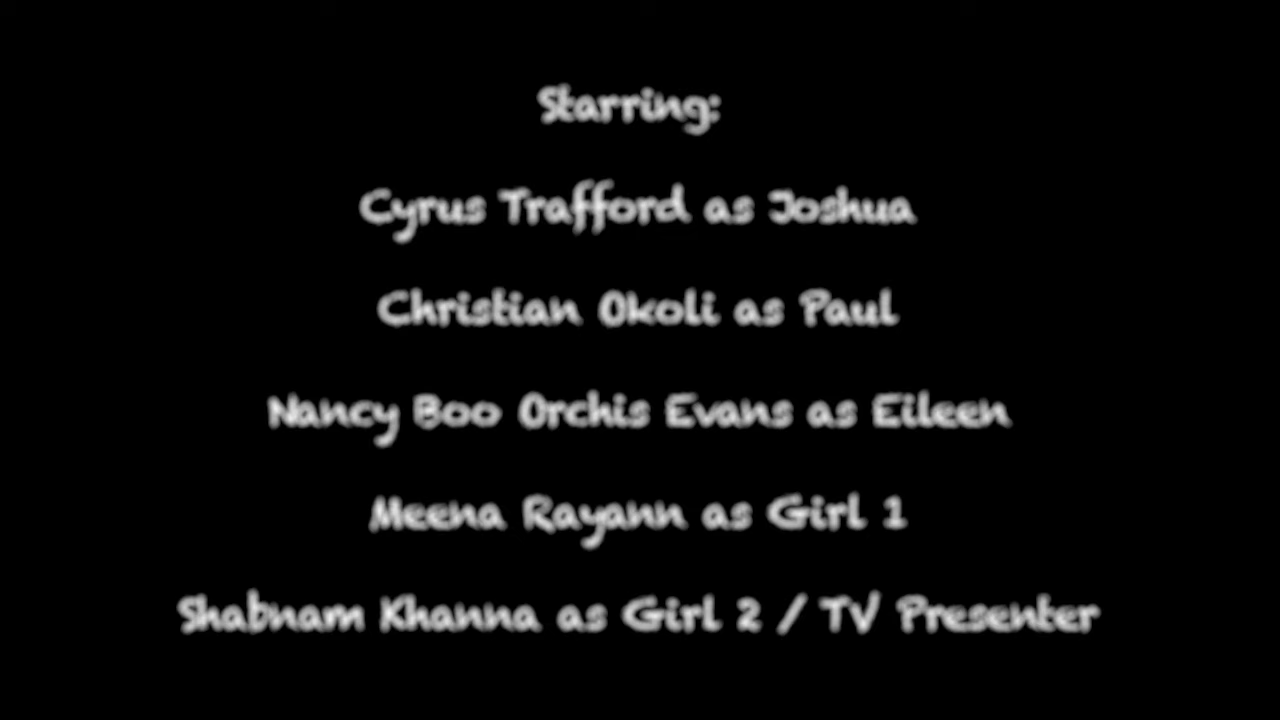 Starring:
Cyrus Trafford as Joshua
Christian Okoli as Paul
Nancy Boo Orchis Evans as Eileen
Meena Rayann as Girl 1
Shabnam Khanna as Girl 2 / TV Presenter